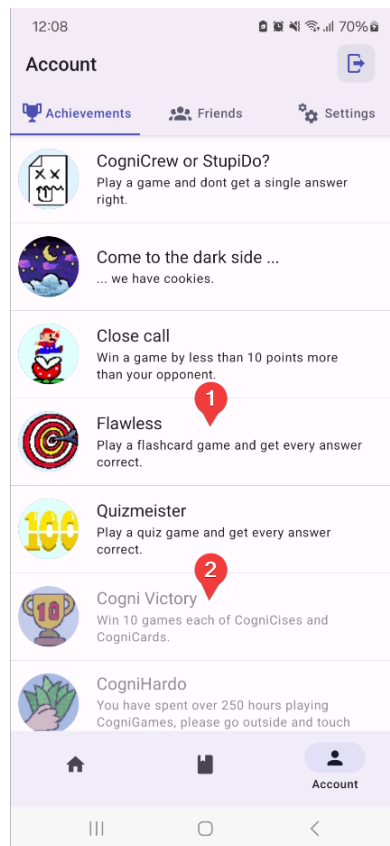 12:08
70%
Account
Achievements
Friends
Settings
CogniCrew or StupiDo?
Play a game and dont get a single answer
right.
Come to the dark side ...
... we have cookies.
Close call
Win a game by less than 10 points more
than your opponent.
1
Flawless
Play a flashcard game and get every answer
correct.
100
Quizmeister
Play a quiz game and get every answer
correct.
2
10
Cogni Victory
Win 10 games each of CogniCises and
CogniCards.
CogniHardo
You have spent over 250 hours playing
CogniGames, please go outside and touch
Account